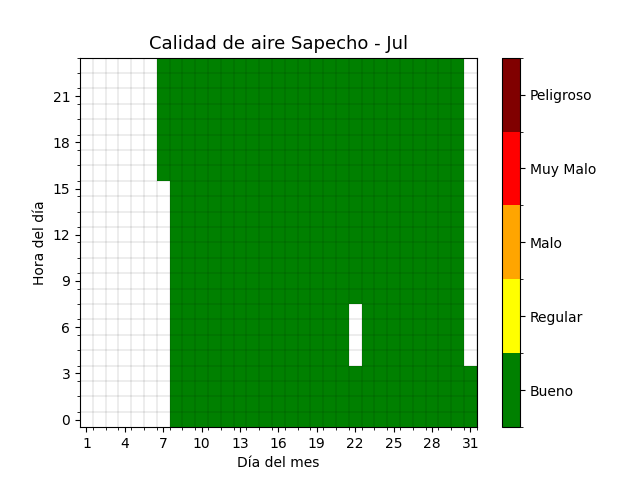 Calidad de aire Sapecho - Jul
Hora del día
21
18
15
12
9
6
3
0
1 4 7 10 13 16 19 22 25 28 31
Día del mes
Peligroso
Muy Malo
Malo
Regular
Bueno